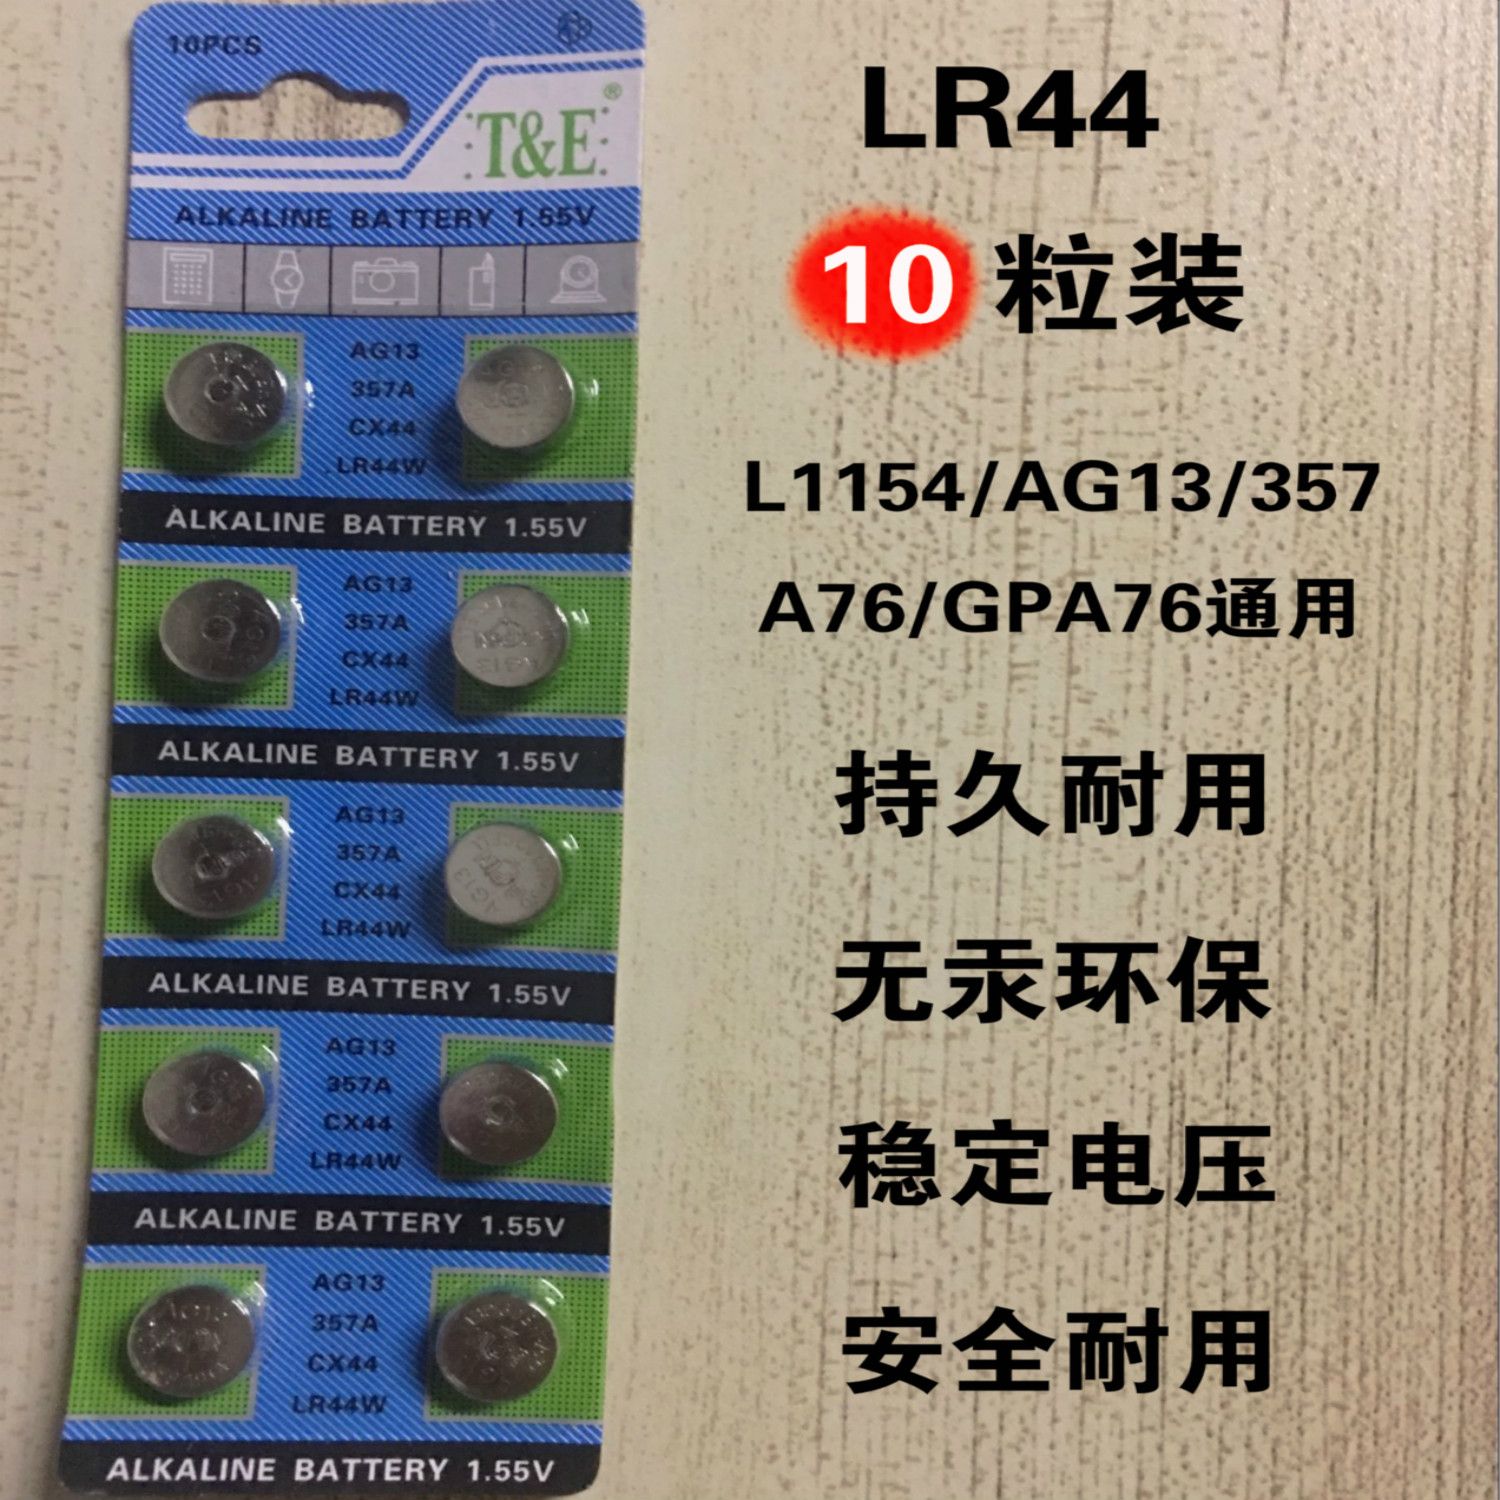 10PCS
T&E®
ALKALINE BATTERY 1.55V
AG13
357A
CX44
LR44W
ALKALINE BATTERY 1.55V
AG13
357A
CX44
LR44W
ALKALINE BATTERY 1.55V
AG13
357A
CX44
LR44W
ALKALINE BATTERY 1.55V
AG13
357A
CX44
LR44W
ALKALINE BATTERY 1.55V
AG13
357A
CX44
LR44W
ALKALINE BATTERY 1.55V
LR44
10粒装
L1154/AG13/357
A76/GPA76通用
持久耐用
无汞环保
稳定电压
安全耐用